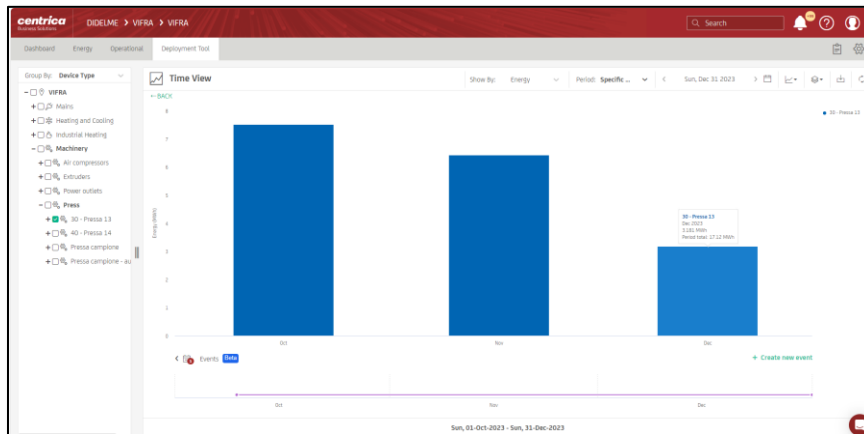 centrica
Business Solutions
DIDELME > VIFRA > VIFRA
Search
Dashboard Energy Operational Deployment Tool
Group By: Device Type
VIFRA
Mains
Heating and Cooling
Industrial Heating
Machinery
Air compressors
Extruders
Power outlets
Press
30 - Pressa 13
40 - Pressa 14
Pressa campione
Pressa campione - au
Time View
Show By: Energy
Period: Specific ...
Sun, Dec 31 2023
←BACK
30 - Pressa 13
Energy (MWh)
8
7
6
5
4
3
2
1
0
30 - Pressa 13
Dec 2023
3.181 MWh
Period total: 17.12 MWh
Oct Nov Dec
Events Beta
+ Create new event
Oct Nov Dec
Sun, 01-Oct-2023 - Sun, 31-Dec-2023